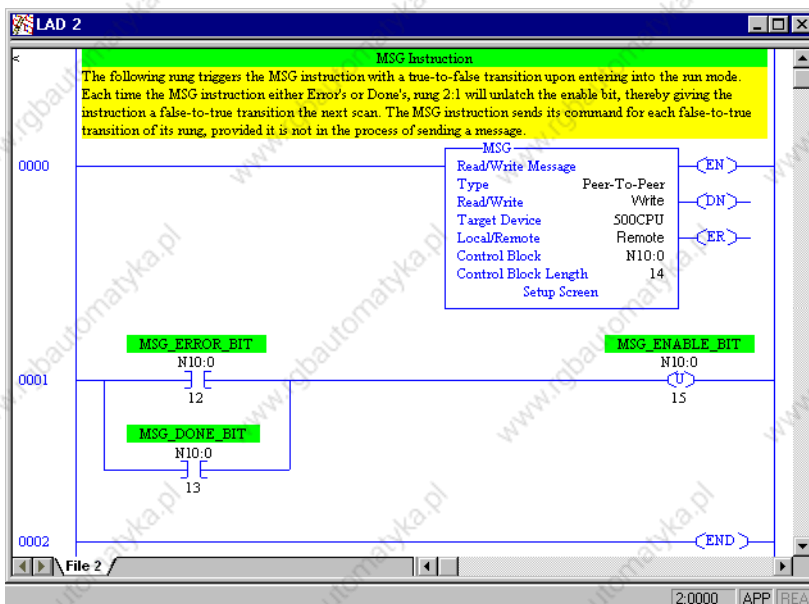 LAD 2
MSG Instruction
The following rung triggers the MSG instruction with a true-to-false transition upon entering into the run mode.
Each time the MSG instruction either Error's or Done's, rung 2:1 will unlatch the enable bit, thereby giving the
instruction a false-to-true transition the next scan. The MSG instruction sends its command for each false-to-true
transition of its rung, provided it is not in the process of sending a message.
0000
MSG
Read/Write Message
Type Peer-To-Peer
Read/Write Write
Target Device 500CPU
Local/Remote Remote
Control Block N10:0
Control Block Length 14
Setup Screen
EN
DN
ER
MSG_ERROR_BIT
N10:0
12
MSG_ENABLE_BIT
N10:0
U
15
0001
MSG_DONE_BIT
N10:0
13
0002
END
File 2
2:0000 APP REA
www.rgbautomatyka.pl